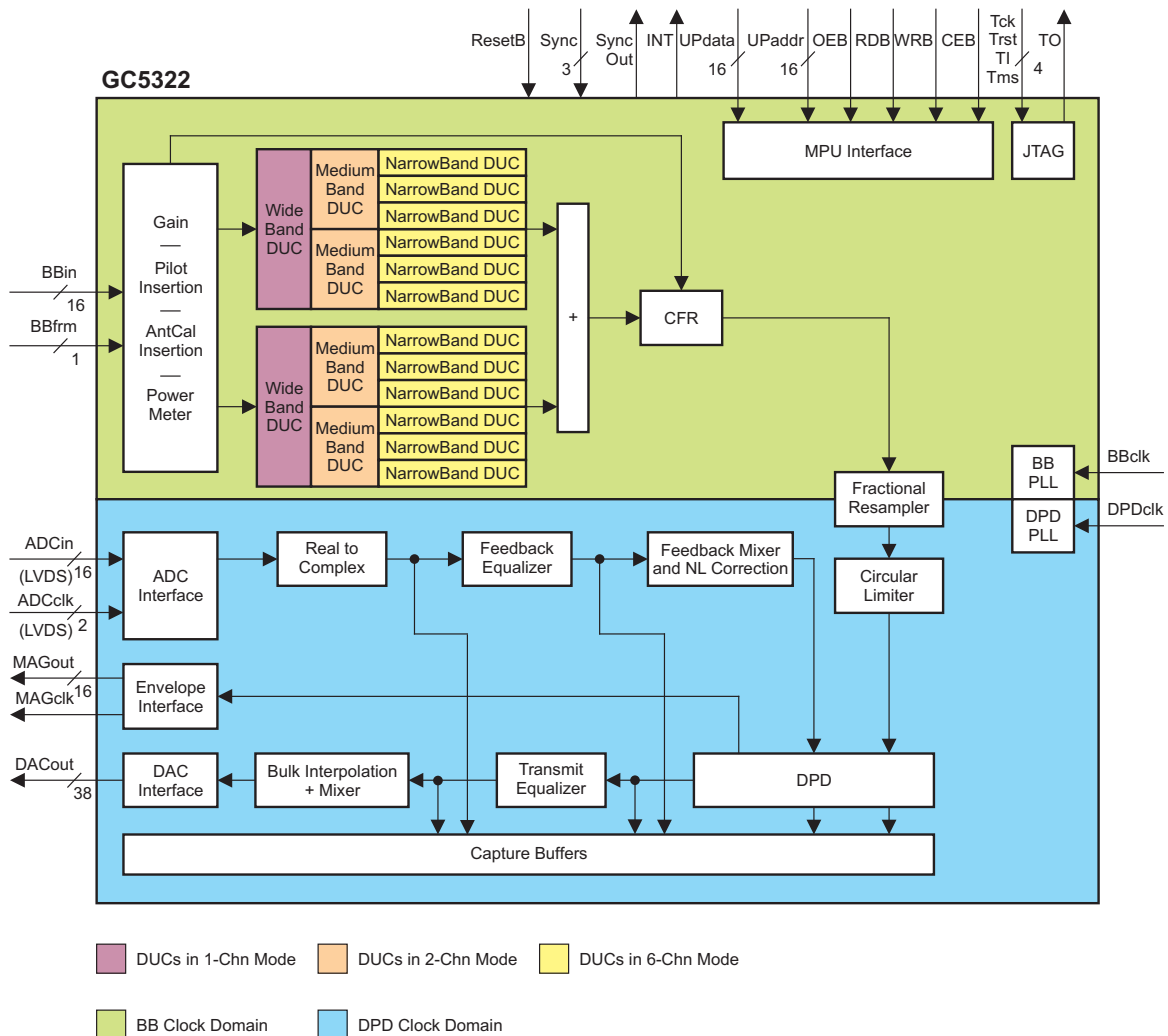 ResetB
Sync
3
Sync
Out
INT
UPdata
16
UPaddr
16
OEB
RDB
WRB
CEB
Tck
Trst
TI
Tms
4
TO
GC5322
MPU Interface
JTAG
Gain
Pilot
Insertion
AntCal
Insertion
Power
Meter
BBin
16
BBfrm
1
Wide
Band
DUC
Medium
Band
DUC
Medium
Band
DUC
NarrowBand DUC
NarrowBand DUC
NarrowBand DUC
NarrowBand DUC
NarrowBand DUC
NarrowBand DUC
Wide
Band
DUC
Medium
Band
DUC
Medium
Band
DUC
NarrowBand DUC
NarrowBand DUC
NarrowBand DUC
NarrowBand DUC
NarrowBand DUC
NarrowBand DUC
+
CFR
Fractional
Resampler
BB
PLL
BBclk
DPD
PLL
DPDclk
ADCin
(LVDS)
16
ADCclk
(LVDS)
2
ADC
Interface
Real to
Complex
Feedback
Equalizer
Feedback Mixer
and NL Correction
Circular
Limiter
MAGout
16
MAGclk
Envelope
Interface
DACout
38
DAC
Interface
Bulk Interpolation
+ Mixer
Transmit
Equalizer
DPD
Capture Buffers
DUCs in 1-Chn Mode
DUCs in 2-Chn Mode
DUCs in 6-Chn Mode
BB Clock Domain
DPD Clock Domain